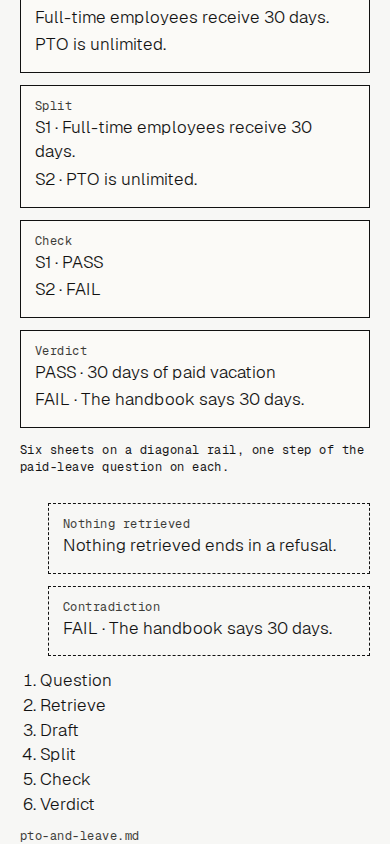 Full-time employees receive 30 days.
PTO is unlimited.
Split
S1 · Full-time employees receive 30
days.
S2 · PTO is unlimited.
Check
S1 · PASS
S2 · FAIL
Verdict
PASS · 30 days of paid vacation
FAIL · The handbook says 30 days.
Six sheets on a diagonal rail, one step of the
paid-leave question on each.
Nothing retrieved
Nothing retrieved ends in a refusal.
Contradiction
FAIL · The handbook says 30 days.
1. Question
2. Retrieve
3. Draft
4. Split
5. Check
6. Verdict
pto-and-leave.md